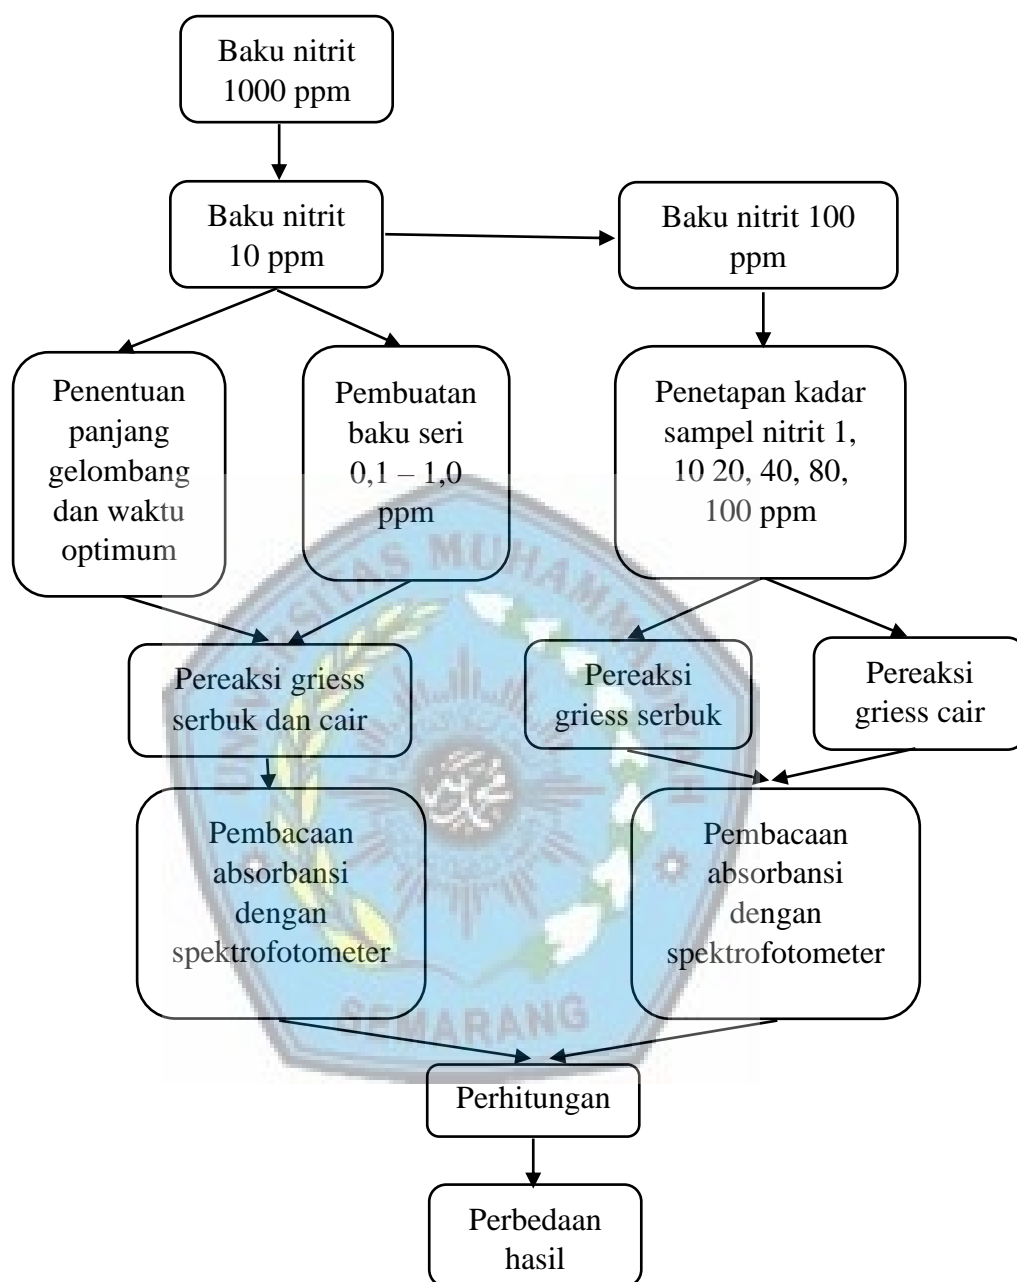 Baku nitrit
1000 ppm
Baku nitrit
10 ppm
Baku nitrit 100
ppm
Penentuan
panjang
gelombang
dan waktu
optimum
Pembuatan
baku seri
0,1 – 1,0
ppm
Penetapan kadar
sampel nitrit 1,
10 20, 40, 80,
100 ppm
Pereaksi griess
serbuk dan cair
Pereaksi
griess serbuk
Pereaksi
griess cair
Pembacaan
absorbansi
dengan
spektrofotometer
Pembacaan
absorbansi
dengan
spektrofotometer
Perhitungan
Perbedaan
hasil
SEMARANG